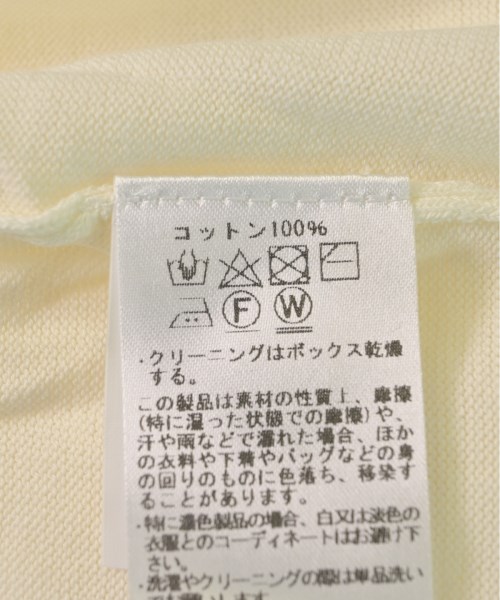 コットン100%
F W
・クリーニングはボックス乾燥
する。
この製品は素材の性質上、摩擦
(特に湿った状態での摩擦)や、
汗や雨などで濡れた場合、ほか
の衣料や下着やバッグなどの身
の回りのものに色落ち、移染す
ることがあります。
・特に濃色製品の場合、白又は淡色の
衣服とのコーディネートはお避け下
さい。
・洗濯やクリーニングの際は単品洗い
でお願いします